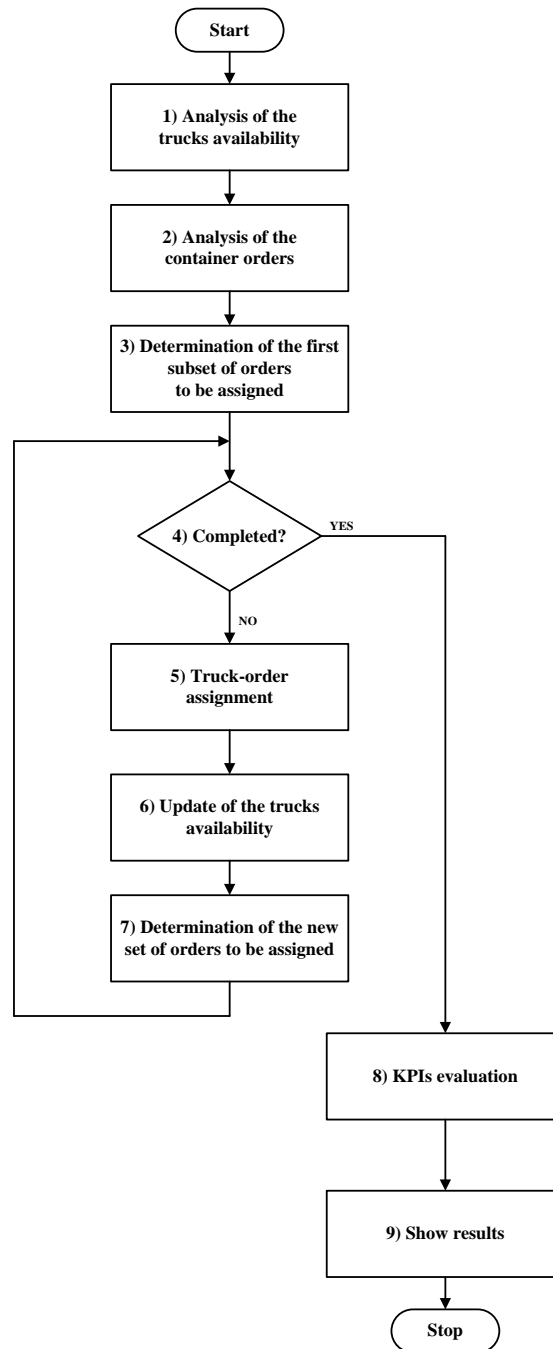 Start
1) Analysis of the
trucks availability
2) Analysis of the
container orders
3) Determination of the first
subset of orders
to be assigned
4) Completed?
YES
NO
5) Truck-order
assignment
6) Update of the trucks
availability
7) Determination of the new
set of orders to be assigned
8) KPIs evaluation
9) Show results
Stop